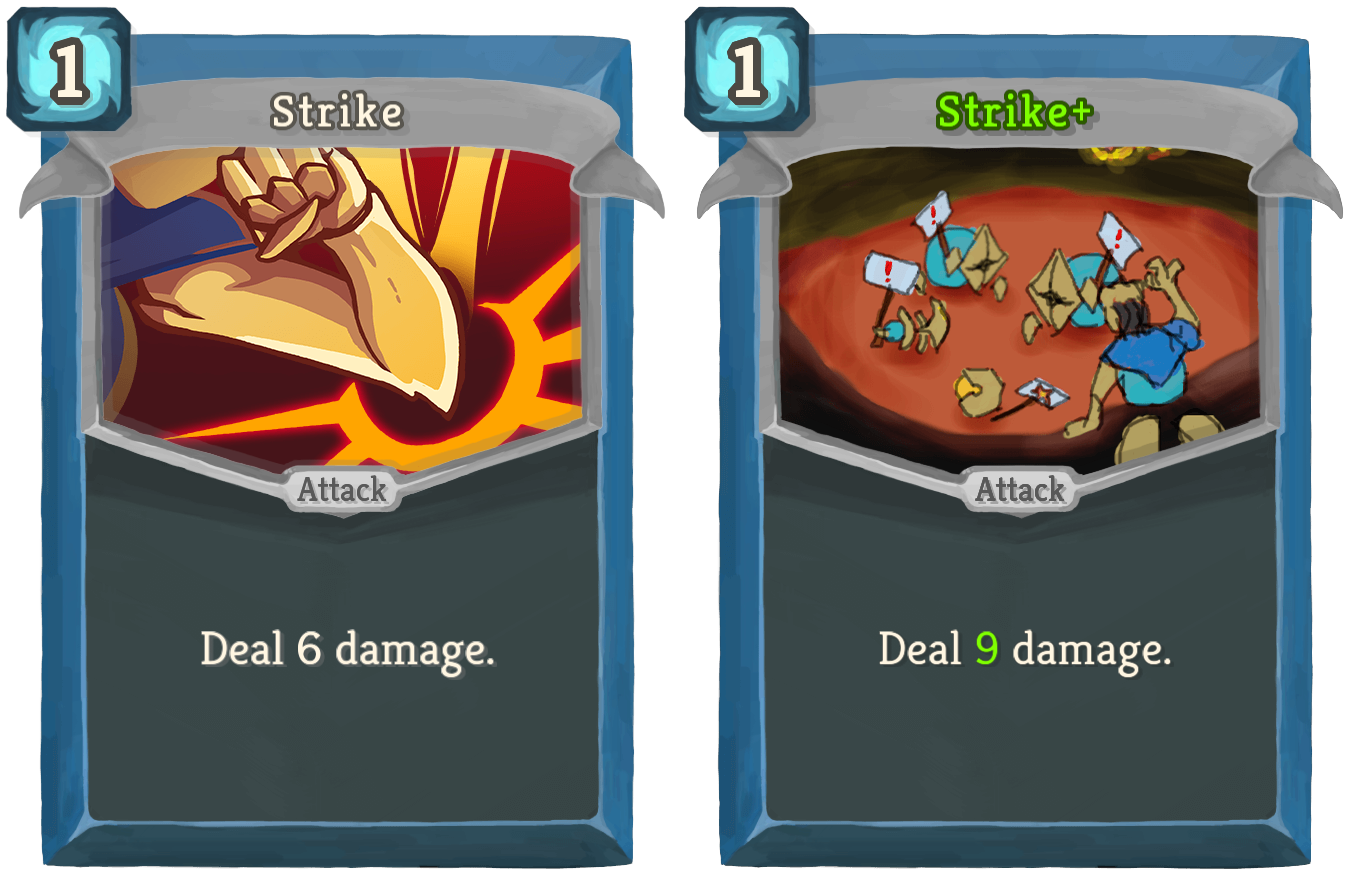 1
Strike
Attack
Deal 6 damage.
1
Strike+
!
!
!
Attack
Deal 9 damage.